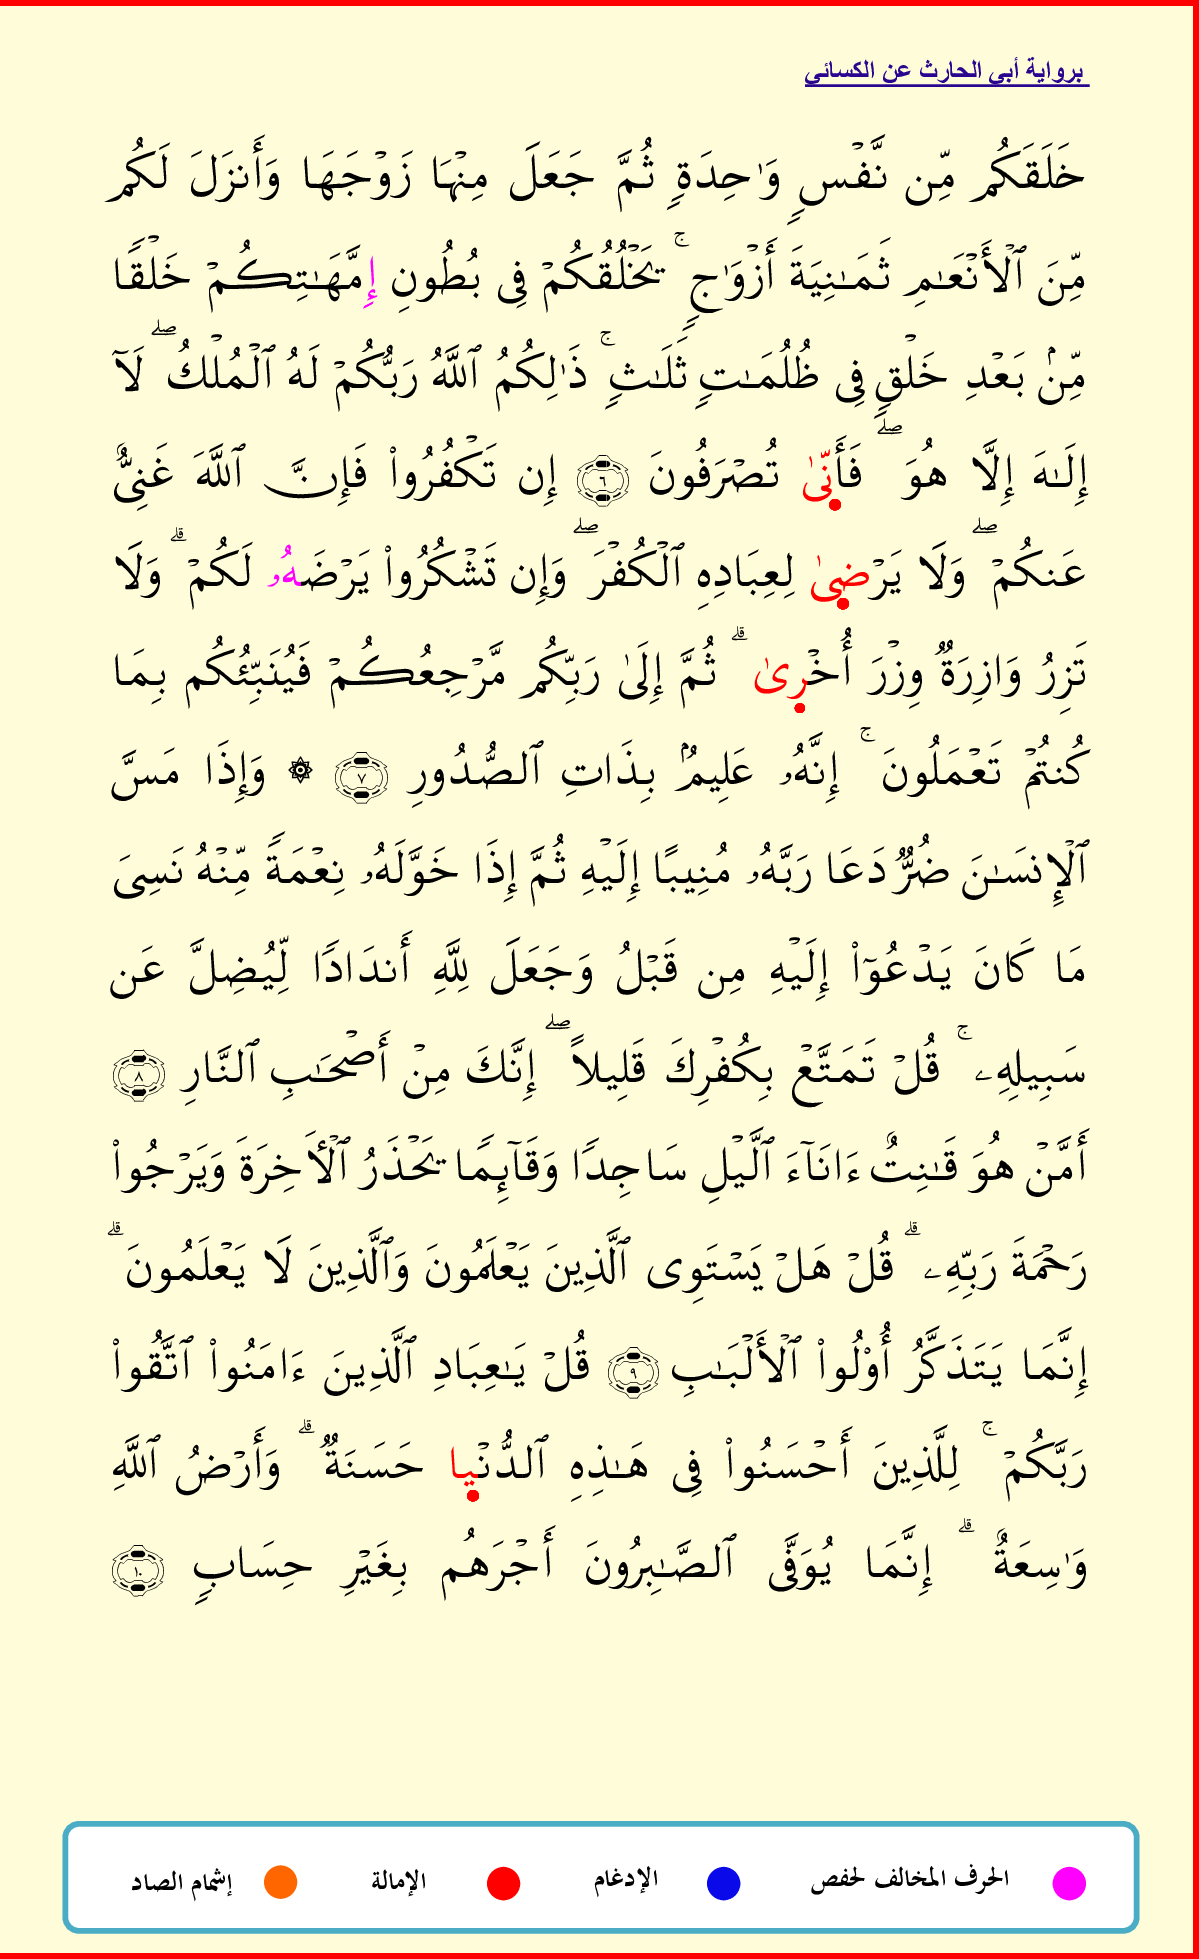 برواية أبي الحارث عن الكسائي
خَلَقَكُم مِّن نَّفۡسٖ وَٰحِدَةٖ ثُمَّ جَعَلَ مِنۡهَا زَوۡجَهَا وَأَنزَلَ لَكُم
مِّنَ ٱلۡأَنۡعَٰمِ ثَمَٰنِيَةَ أَزۡوَٰجٖۚ يَخۡلُقُكُمۡ فِي بُطُونِ إِمَّهَٰتِكُمۡ خَلۡقٗا
مِّنۢ بَعۡدِ خَلۡقٖ فِي ظُلُمَٰتٖ ثَلَٰثٖۚ ذَٰلِكُمُ ٱللَّهُ رَبُّكُمۡ لَهُ ٱلۡمُلۡكُۖ لَآ
إِلَٰهَ إِلَّا هُوَۖ فَأَنِّىٰ تُصۡرَفُونَ ٦ إِن تَكۡفُرُواْ فَإِنَّ ٱللَّهَ غَنِيٌّ
عَنكُمۡۖ وَلَا يَرۡضِىٰ لِعِبَادِهِ ٱلۡكُفۡرَۖ وَإِن تَشۡكُرُواْ يَرۡضَهُۥ لَكُمۡۗ وَلَا
تَزِرُ وَازِرَةٞ وِزۡرَ أُخۡرِىٰۗ ثُمَّ إِلَىٰ رَبِّكُم مَّرۡجِعُكُمۡ فَيُنَبِّئُكُم بِمَا
كُنتُمۡ تَعۡمَلُونَۚ إِنَّهُۥ عَلِيمُۢ بِذَاتِ ٱلصُّدُورِ ٧ ۞ وَإِذَا مَسَّ
ٱلۡإِنسَٰنَ ضُرّٞ دَعَا رَبَّهُۥ مُنِيبًا إِلَيۡهِ ثُمَّ إِذَا خَوَّلَهُۥ نِعۡمَةٗ مِّنۡهُ نَسِيَ
مَا كَانَ يَدۡعُوٓاْ إِلَيۡهِ مِن قَبۡلُ وَجَعَلَ لِلَّهِ أَندَادٗا لِّيُضِلَّ عَن
سَبِيلِهِۦۚ قُلۡ تَمَتَّعۡ بِكُفۡرِكَ قَلِيلًاۖ إِنَّكَ مِنۡ أَصۡحَٰبِ ٱلنَّارِ ٨
أَمَّنۡ هُوَ قَٰنِتٌ ءَانَآءَ ٱلَّيۡلِ سَاجِدٗا وَقَآئِمٗا يَحۡذَرُ ٱلۡأٓخِرَةَ وَيَرۡجُواْ
رَحۡمَةَ رَبِّهِۦۗ قُلۡ هَلۡ يَسۡتَوِي ٱلَّذِينَ يَعۡلَمُونَ وَٱلَّذِينَ لَا يَعۡلَمُونَۗ
إِنَّمَا يَتَذَكَّرُ أُوْلُواْ ٱلۡأَلۡبَٰبِ ٩ قُلۡ يَٰعِبَادِ ٱلَّذِينَ ءَامَنُواْ ٱتَّقُواْ
رَبَّكُمۡۚ لِلَّذِينَ أَحۡسَنُواْ فِي هَٰذِهِ ٱلدُّنۡيِا حَسَنَةٞۗ وَأَرۡضُ ٱللَّهِ
وَٰسِعَةٌۗ إِنَّمَا يُوَفَّى ٱلصَّٰبِرُونَ أَجۡرَهُم بِغَيۡرِ حِسَابٖ ١٠
الحرف المخالف لحفص الإدغام الإمالة إشمام الصاد